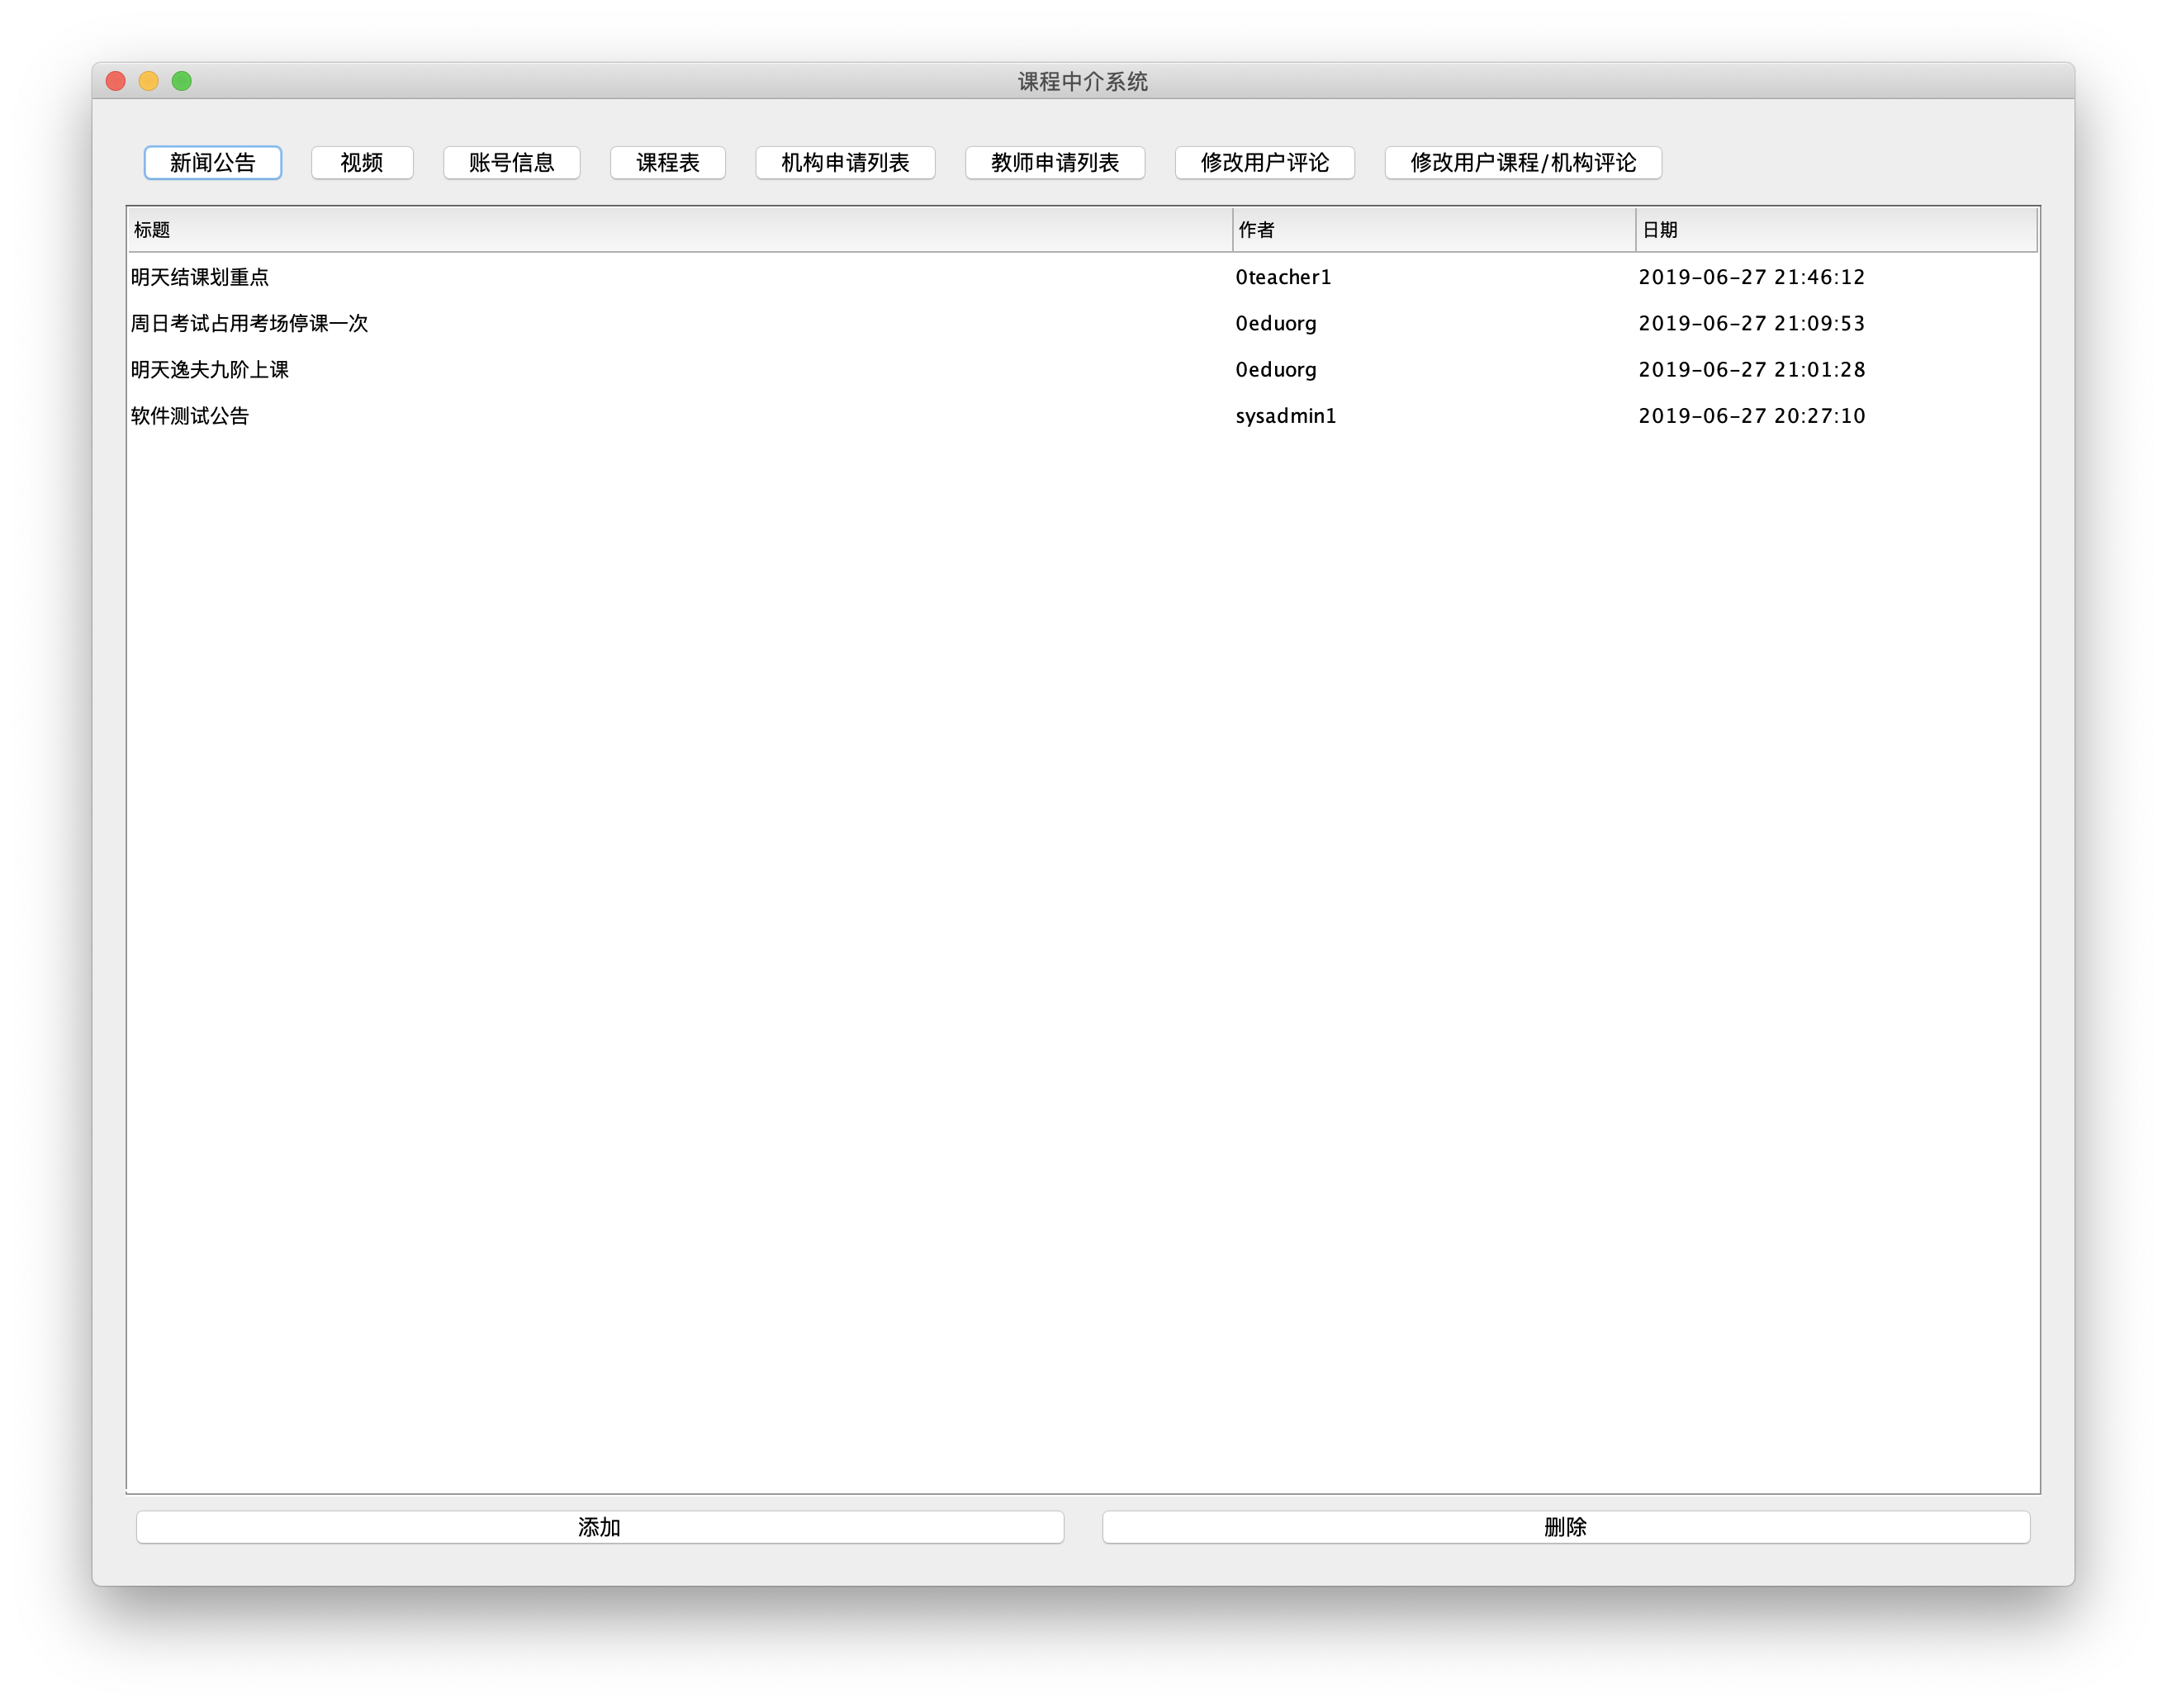 课程中介系统
新闻公告 视频 账号信息 课程表 机构申请列表 教师申请列表 修改用户评论 修改用户课程/机构评论
标题 作者 日期
明天结课划重点 0teacher1 2019-06-27 21:46:12
周日考试占用考场停课一次 0eduorg 2019-06-27 21:09:53
明天逸夫九阶上课 0eduorg 2019-06-27 21:01:28
软件测试公告 sysadmin1 2019-06-27 20:27:10
添加 删除